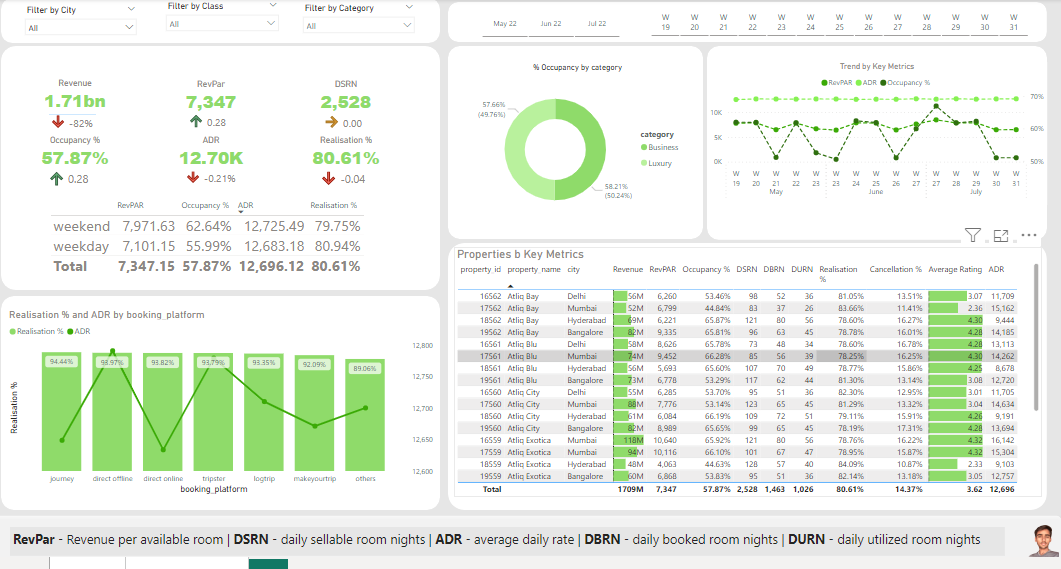 Filter by City
Filter by Class
Filter by Category
All
All
All
May 22 Jun 22 Jul 22
W 19 W 20 W 21 W 22 W 23 W 24 W 25 W 26 W 27 W 28 W 29 W 30 W 31
Revenue RevPar DSRN
1.71bn 7,347 2,528
-82% 0.28 0.00
Occupancy % ADR Realisation %
57.87% 12.70K 80.61%
0.28 -0.21% -0.04
RevPAR Occupancy % ADR Realisation %
weekend 7,971.63 62.64% 12,725.49 79.75%
weekday 7,101.15 55.99% 12,683.18 80.94%
Total 7,347.15 57.87% 12,696.12 80.61%
% Occupancy by category
57.66%
(49.76%)
58.21%
(50.24%)
category
Business
Luxury
Trend by Key Metrics
RevPAR ADR Occupancy %
10K
5K
0K
70%
60%
50%
W 19 W 20 W 21 W 22 W 23 W 23 W 24 W 25 W 26 W 27 W 27 W 28 W 29 W 30 W 31
May June July
Realisation % and ADR by booking_platform
Realisation % ADR
Realisation %
94.44% 93.97% 93.82% 93.79% 93.35% 92.09% 89.06%
12,800
12,750
12,700
12,650
12,600
journey direct offline direct online tripster logtrip makeyourtrip others
booking_platform
Properties b Key Metrics
property_id property_name city Revenue RevPAR Occupancy % DSRN DBRN DURN Realisation % Cancellation % Average Rating ADR
16562 Atliq Bay Delhi 56M 6,260 53.46% 98 52 36 81.05% 13.51% 3.07 11,709
17562 Atliq Bay Mumbai 52M 6,799 44.84% 83 37 26 83.66% 11.41% 2.36 15,162
18562 Atliq Bay Hyderabad 69M 6,221 65.87% 131 80 56 78.60% 16.27% 4.30 9,444
19562 Atliq Bay Bangalore 82M 9,335 65.81% 96 63 45 78.78% 16.01% 4.28 14,185
16561 Atliq Blu Delhi 58M 8,626 65.78% 73 48 34 78.60% 16.78% 4.28 13,113
17561 Atliq Blu Mumbai 74M 9,452 66.28% 85 56 39 78.25% 16.25% 4.30 14,262
18561 Atliq Blu Hyderabad 56M 5,693 65.60% 107 70 49 78.77% 15.86% 4.25 8,678
19561 Atliq Blu Bangalore 73M 6,778 53.29% 117 62 44 81.30% 13.14% 3.08 12,720
16560 Atliq City Delhi 55M 6,285 53.70% 95 51 36 82.30% 12.95% 3.01 11,705
17560 Atliq City Mumbai 88M 7,776 53.14% 123 65 45 81.29% 13.32% 3.04 14,634
18560 Atliq City Hyderabad 61M 6,084 66.19% 109 72 51 79.11% 15.91% 4.26 9,191
19560 Atliq City Bangalore 82M 8,989 65.65% 99 65 45 78.19% 17.31% 4.28 13,694
16559 Atliq Exotica Mumbai 118M 10,640 65.92% 121 80 56 78.76% 16.22% 4.32 16,142
17559 Atliq Exotica Mumbai 94M 10,116 66.10% 101 67 47 78.95% 15.87% 4.32 15,304
18559 Atliq Exotica Hyderabad 48M 4,063 44.63% 128 57 40 84.09% 10.87% 2.33 9,103
19559 Atliq Exotica Bangalore 60M 6,868 53.83% 95 51 36 82.14% 13.18% 3.05 12,757
Total 1709M 7,347 57.87% 2,528 1,463 1,026 80.61% 14.37% 3.62 12,696
RevPar - Revenue per available room | DSRN - daily sellable room nights | ADR - average daily rate | DBRN - daily booked room nights | DURN - daily utilized room nights